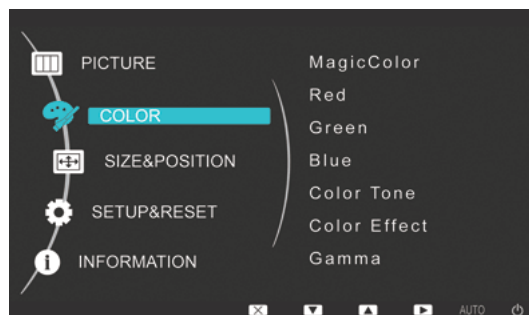 PICTURE
COLOR
SIZE&POSITION
SETUP&RESET
INFORMATION
MagicColor
Red
Green
Blue
Color Tone
Color Effect
Gamma
AUTO